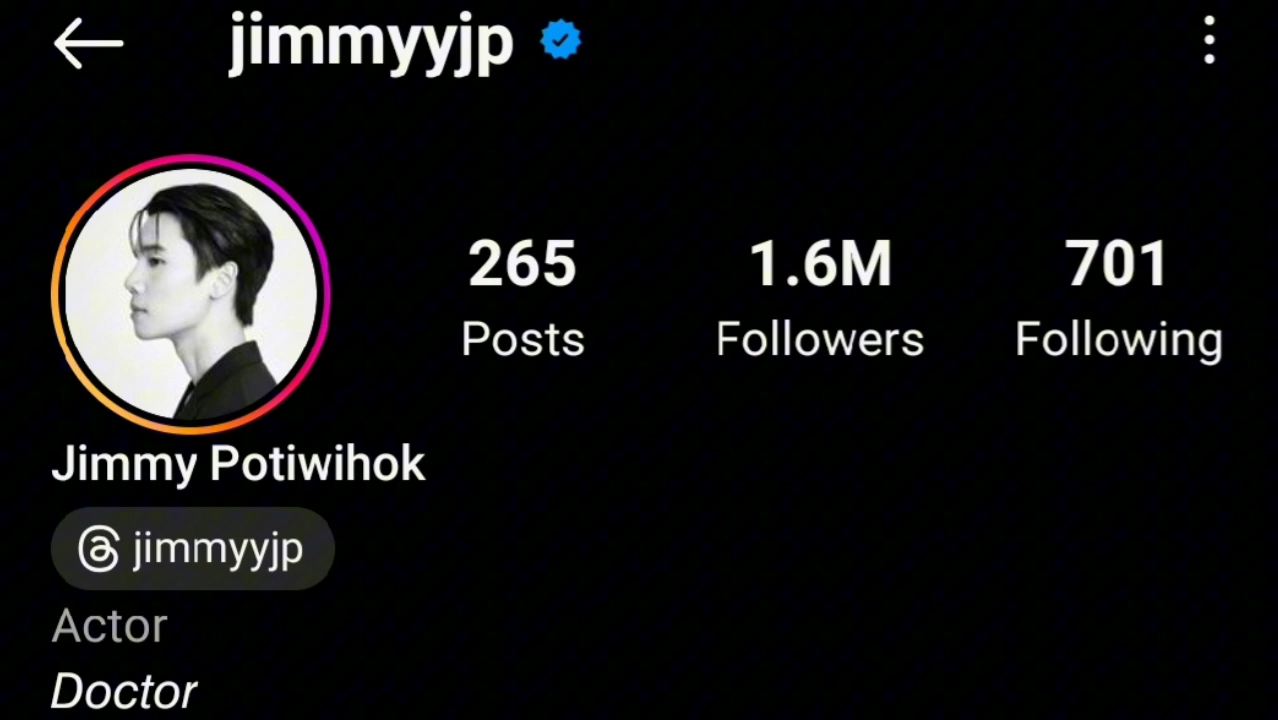 jimmyyjp
265 1.6M 701
Posts Followers Following
Jimmy Potiwihok
jimmyyjp
Actor
Doctor